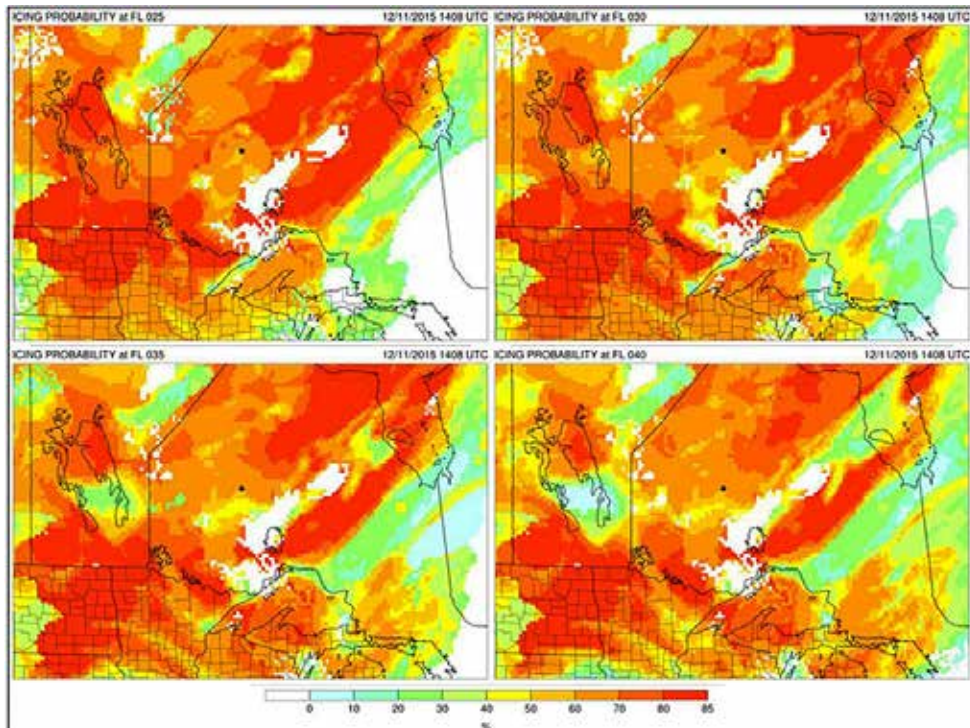 ICING PROBABILITY at FL 025 12/11/2015 1408 UTC
ICING PROBABILITY at FL 030 12/11/2015 1408 UTC
ICING PROBABILITY at FL 035 12/11/2015 1408 UTC
ICING PROBABILITY at FL 040 12/11/2015 1408 UTC
0 10 20 30 40 50 60 70 80 85
%